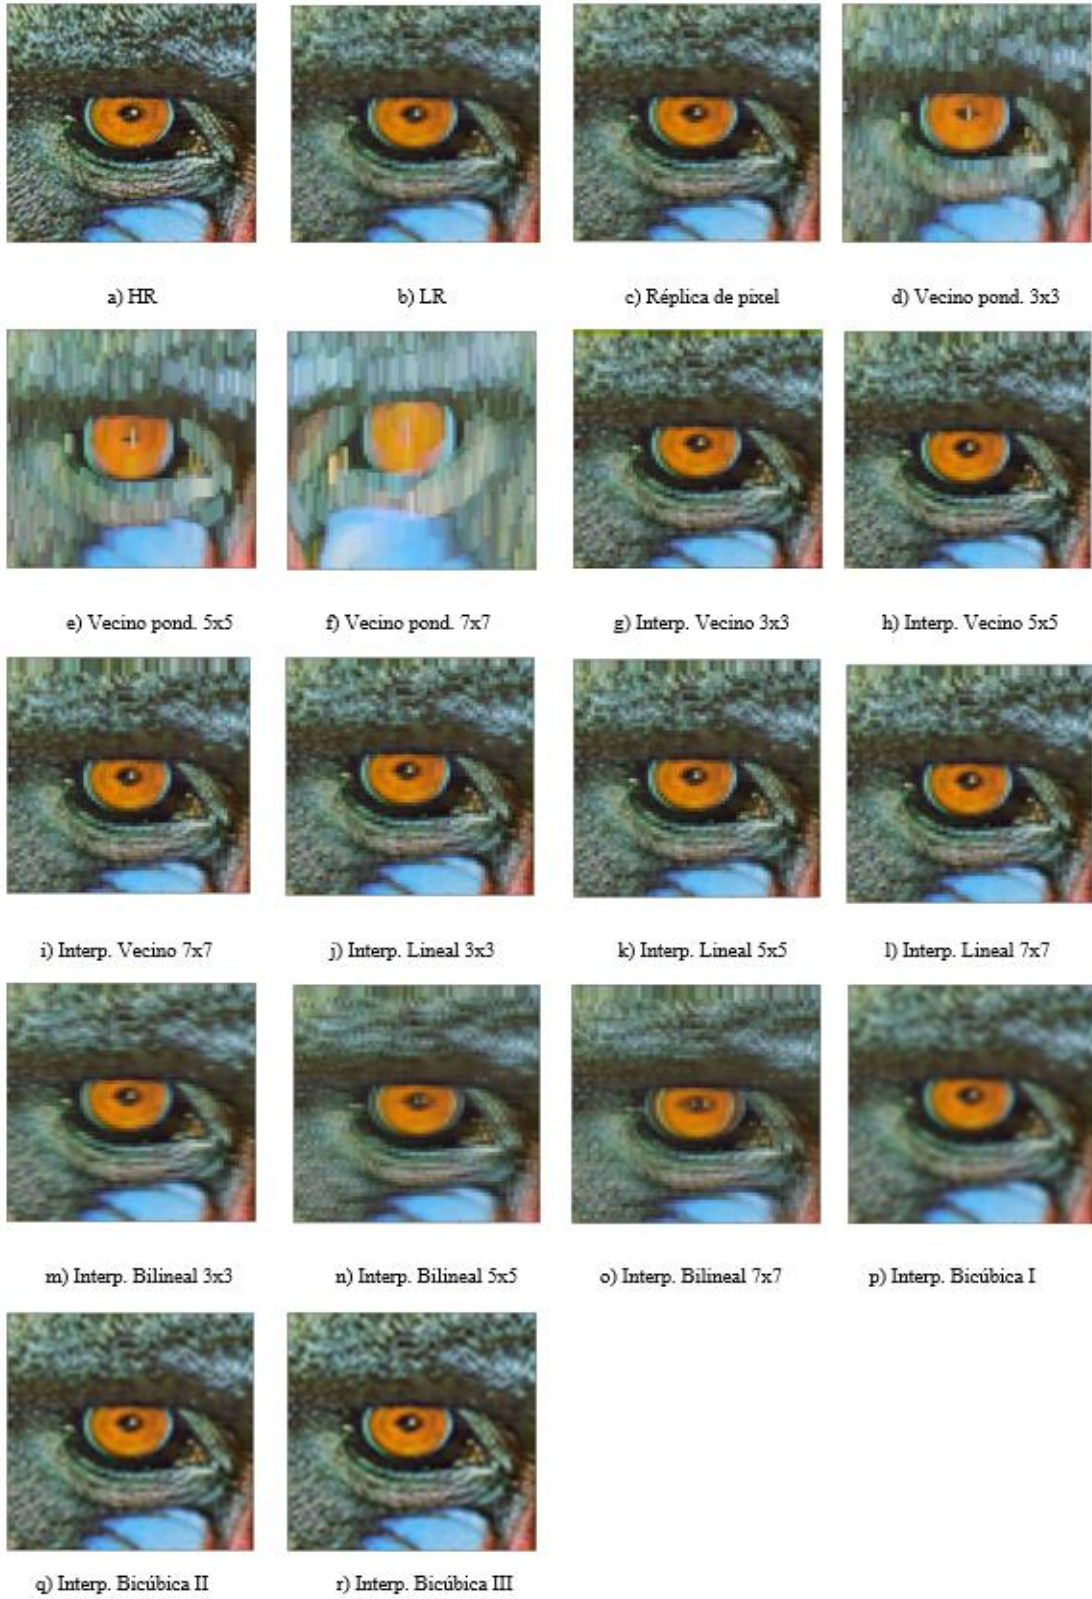 a) HR
b) LR
c) Réplica de pixel
d) Vecino pond. 3x3
e) Vecino pond. 5x5
f) Vecino pond. 7x7
g) Interp. Vecino 3x3
h) Interp. Vecino 5x5
i) Interp. Vecino 7x7
j) Interp. Lineal 3x3
k) Interp. Lineal 5x5
l) Interp. Lineal 7x7
m) Interp. Bilineal 3x3
n) Interp. Bilineal 5x5
o) Interp. Bilineal 7x7
p) Interp. Bicúbica I
q) Interp. Bicúbica II
r) Interp. Bicúbica III